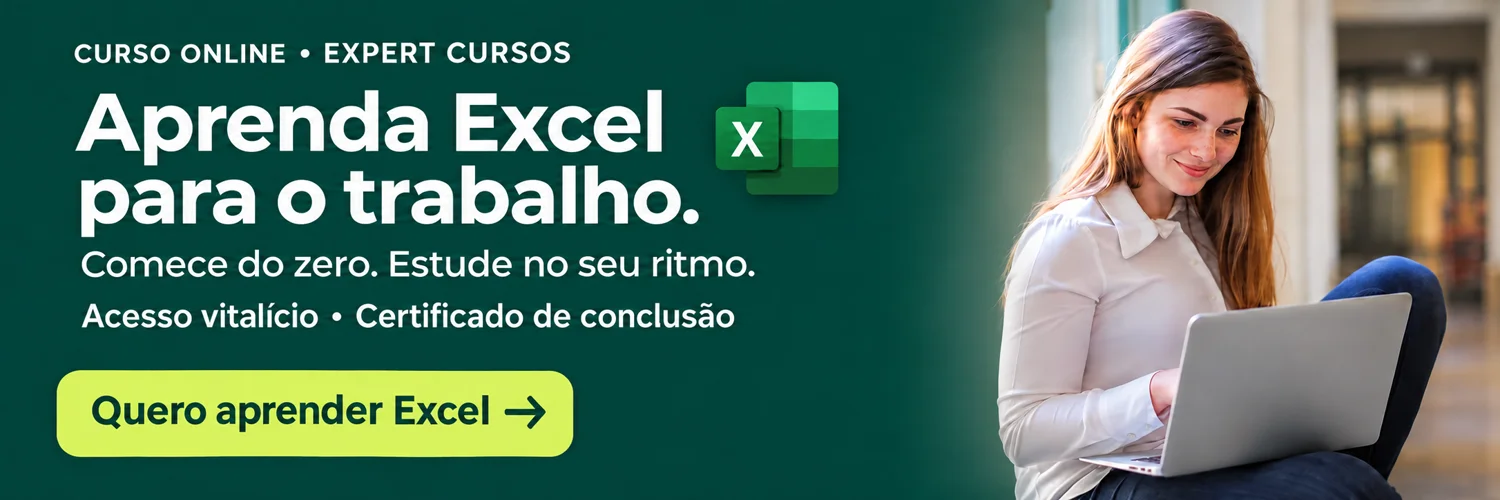 CURSO ONLINE • EXPERT CURSOS
Aprenda Excel
X
para o trabalho.
Comece do zero. Estude no seu ritmo.
Acesso vitalício • Certificado de conclusão
Quero aprender Excel →